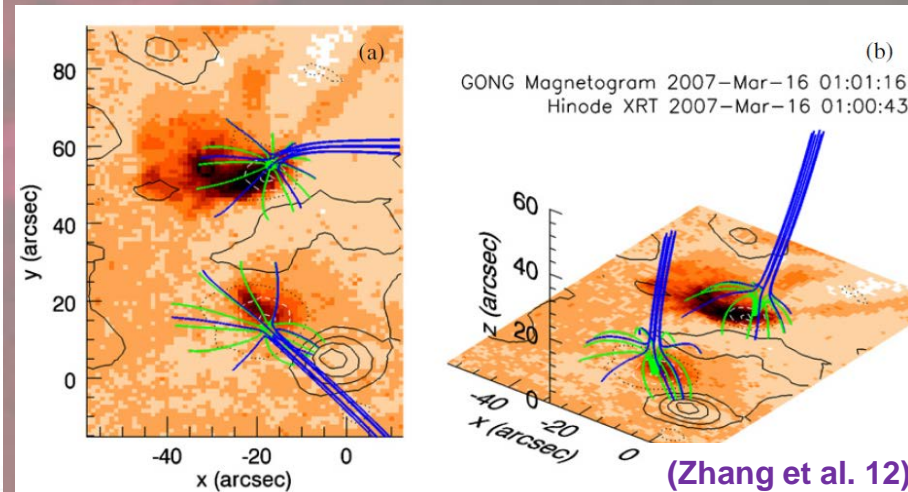 (a)
80
60
40
20
0
y (arcsec)
-40
-20
0
x (arcsec)
(b)
GONG Magnetogram 2007-Mar-16 01:01:16
Hinode XRT 2007-Mar-16 01:00:43
60
40
20
0
z (arcsec)
-40
-20
0
x (arcsec)
(Zhang et al. 12)